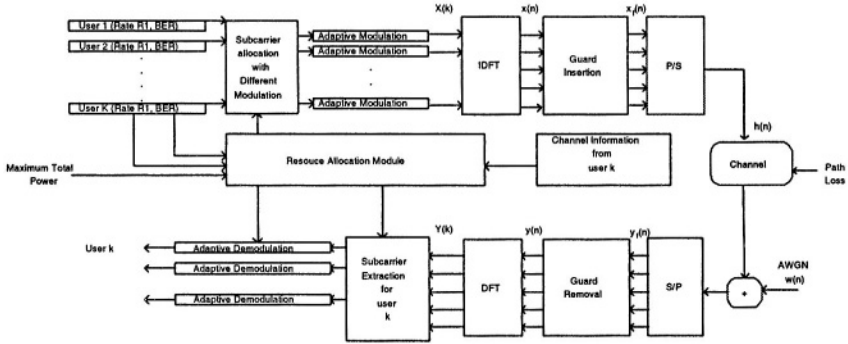 X(k)
x(n)
x_f(n)
User 1 (Rate R1, BER)
User 2 (Rate R1, BER)
.
.
.
User K (Rate R1, BER)
Subcarrier
allocation
with
Different
Modulation
Adaptive Modulation
Adaptive Modulation
.
.
Adaptive Modulation
IDFT
Guard
Insertion
P/S
h(n)
Resouce Allocation Module
Channel Information
from
user k
Channel
Path
Loss
Maximum Total
Power
User k
Adaptive Demodulation
Adaptive Demodulation
Adaptive Demodulation
Subcarrier
Extraction
for
user
k
Y(k)
DFT
y(n)
Guard
Removal
y_f(n)
S/P
+
AWGN
w(n)